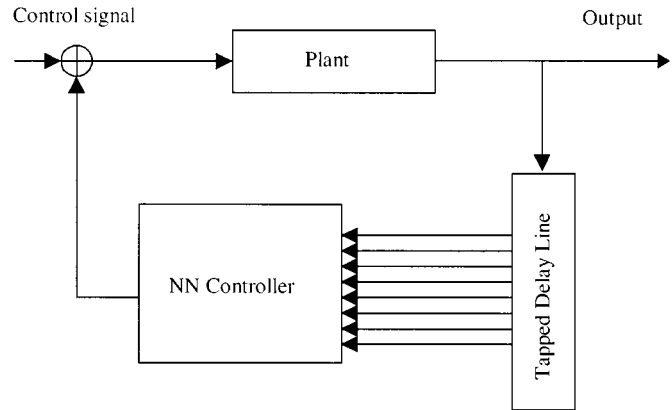 Control signal
Output
Plant
NN Controller
Tapped Delay Line